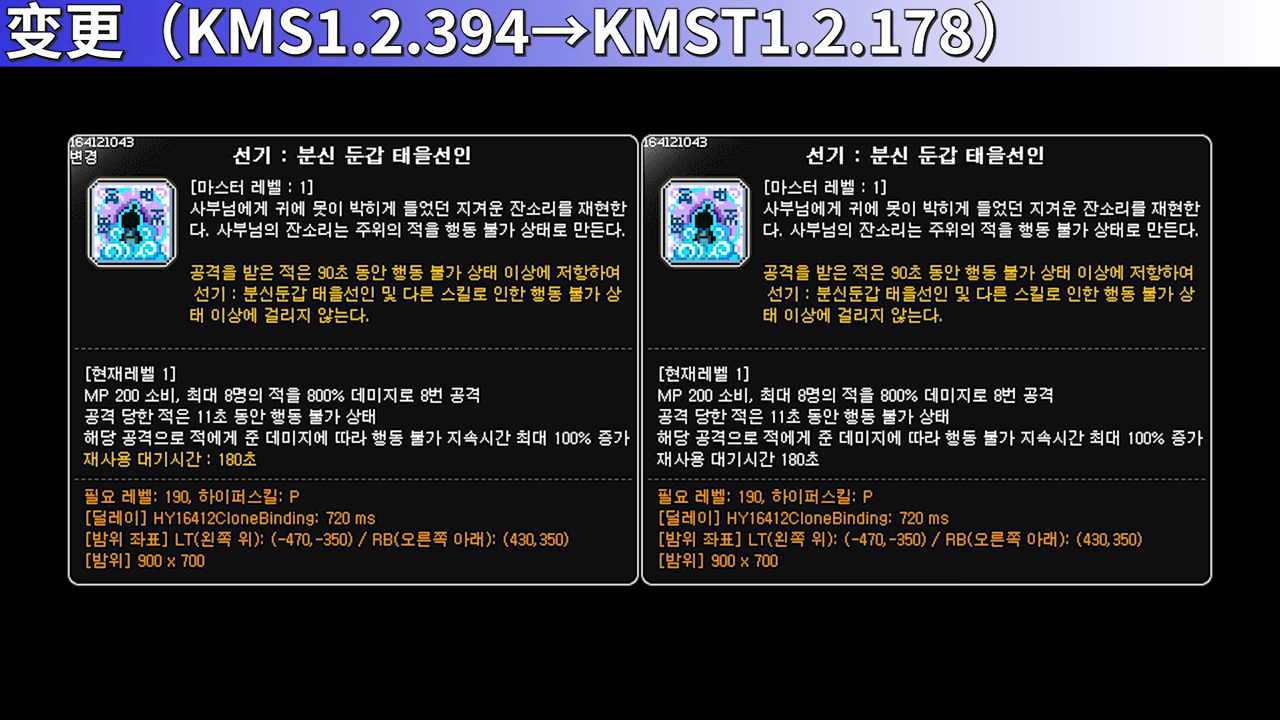 变更（KMS1.2.394→KMST1.2.178）
164121043
변경
선기 : 분신 둔갑 태을선인
[마스터 레벨 : 1]
사부님에게 귀에 못이 박히게 들었던 지겨운 잔소리를 재현한
다. 사부님의 잔소리는 주위의 적을 행동 불가 상태로 만든다.
공격을 받은 적은 90초 동안 행동 불가 상태 이상에 저항하여
선기 : 분신둔갑 태을선인 및 다른 스킬로 인한 행동 불가 상
태 이상에 걸리지 않는다.
[현재레벨 1]
MP 200 소비, 최대 8명의 적을 800% 데미지로 8번 공격
공격 당한 적은 11초 동안 행동 불가 상태
해당 공격으로 적에게 준 데미지에 따라 행동 불가 지속시간 최대 100% 증가
재사용 대기시간 : 180초
필요 레벨: 190, 하이퍼스킬: P
[딜레이] HY16412CloneBinding: 720 ms
[범위 좌표] LT(왼쪽 위): (-470,-350) / RB(오른쪽 아래): (430,350)
[범위] 900 x 700
164121043
선기 : 분신 둔갑 태을선인
[마스터 레벨 : 1]
사부님에게 귀에 못이 박히게 들었던 지겨운 잔소리를 재현한
다. 사부님의 잔소리는 주위의 적을 행동 불가 상태로 만든다.
공격을 받은 적은 90초 동안 행동 불가 상태 이상에 저항하여
선기 : 분신둔갑 태을선인 및 다른 스킬로 인한 행동 불가 상
태 이상에 걸리지 않는다.
[현재레벨 1]
MP 200 소비, 최대 8명의 적을 800% 데미지로 8번 공격
공격 당한 적은 11초 동안 행동 불가 상태
해당 공격으로 적에게 준 데미지에 따라 행동 불가 지속시간 최대 100% 증가
재사용 대기시간 180초
필요 레벨: 190, 하이퍼스킬: P
[딜레이] HY16412CloneBinding: 720 ms
[범위 좌표] LT(왼쪽 위): (-470,-350) / RB(오른쪽 아래): (430,350)
[범위] 900 x 700